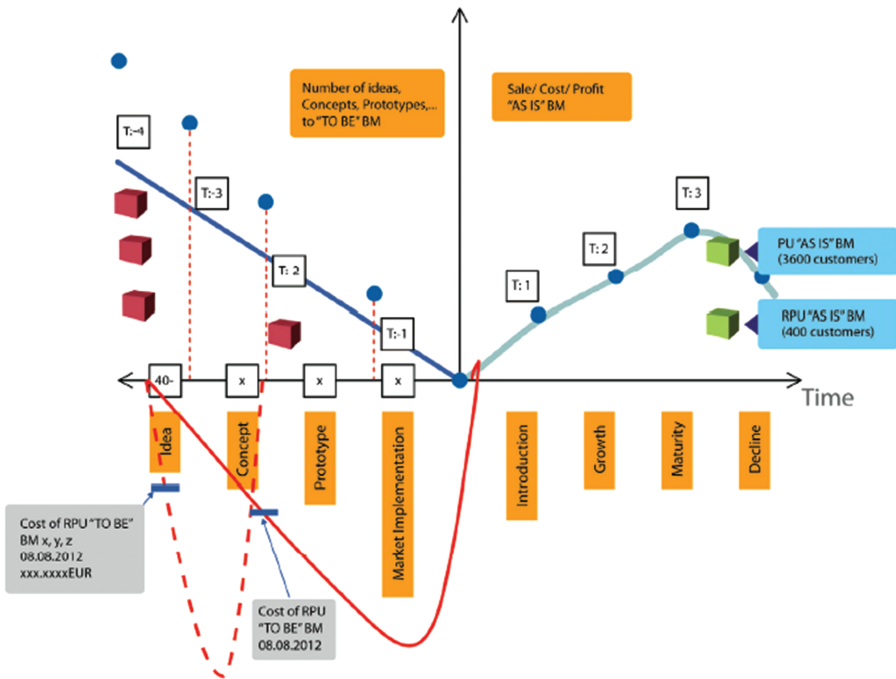 Number of ideas,
Concepts, Prototypes,...
to "TO BE" BM
Sale/ Cost/ Profit
"AS IS" BM
T:-4
T:-3
T: 2
T:-1
T: 1
T: 2
T: 3
PU "AS IS" BM
(3600 customers)
RPU "AS IS" BM
(400 customers)
40-
x
x
x
Time
Idea
Concept
Prototype
Market Implementation
Introduction
Growth
Maturity
Decline
Cost of RPU "TO BE"
BM x, y, z
08.08.2012
xxx.xxxxEUR
Cost of RPU
"TO BE" BM
08.08.2012